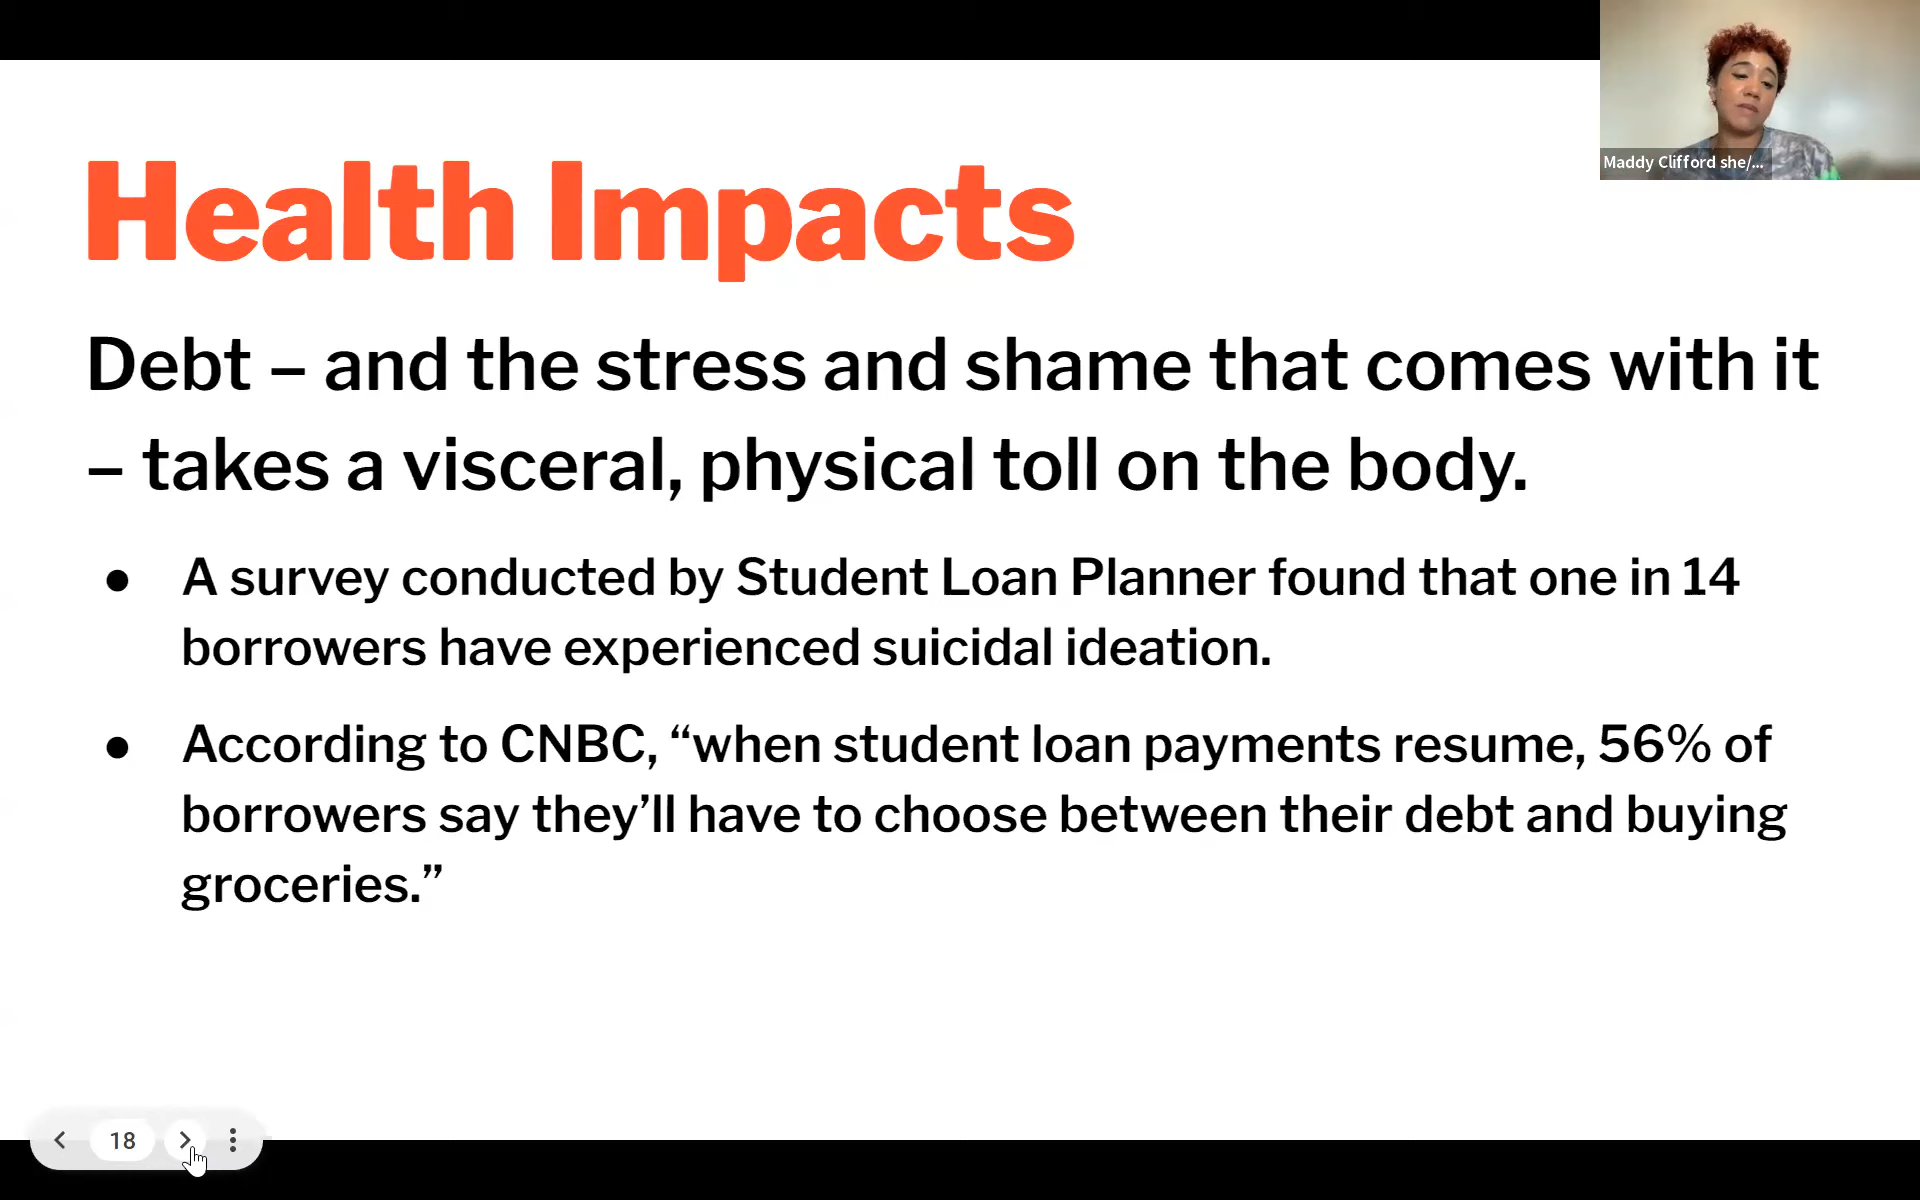 Maddy Clifford she/...
Health Impacts
Debt – and the stress and shame that comes with it
– takes a visceral, physical toll on the body.
● A survey conducted by Student Loan Planner found that one in 14
borrowers have experienced suicidal ideation.
● According to CNBC, “when student loan payments resume, 56% of
borrowers say they’ll have to choose between their debt and buying
groceries.”
18